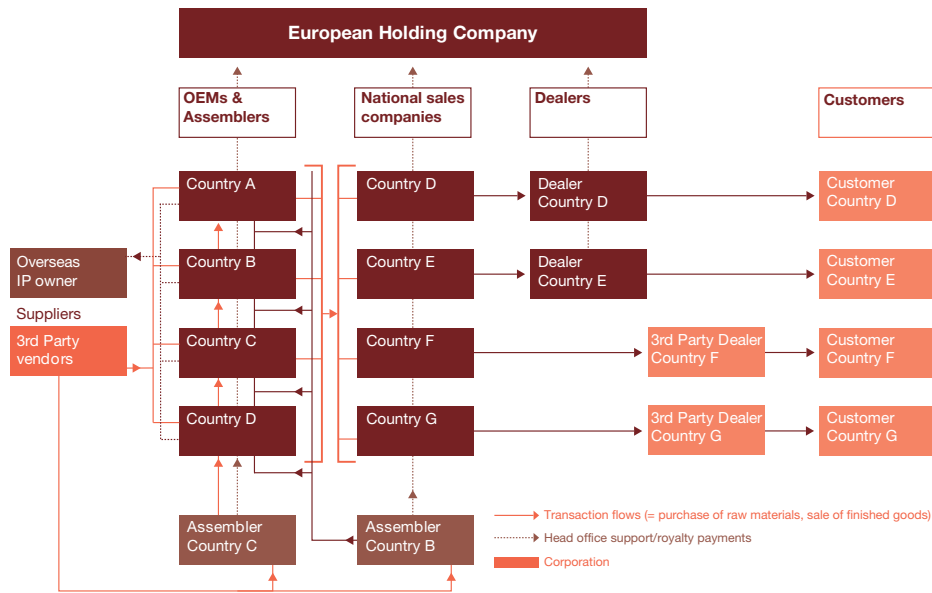 European Holding Company
OEMs &
Assemblers
National sales
companies
Dealers
Customers
Country A
Country D
Dealer
Country D
Customer
Country D
Overseas
IP owner
Country B
Country E
Dealer
Country E
Customer
Country E
Suppliers
3rd Party
vendors
Country C
Country F
3rd Party Dealer
Country F
Customer
Country F
Country D
Country G
3rd Party Dealer
Country G
Customer
Country G
Assembler
Country C
Assembler
Country B
Transaction flows (= purchase of raw materials, sale of finished goods)
Head office support/royalty payments
Corporation